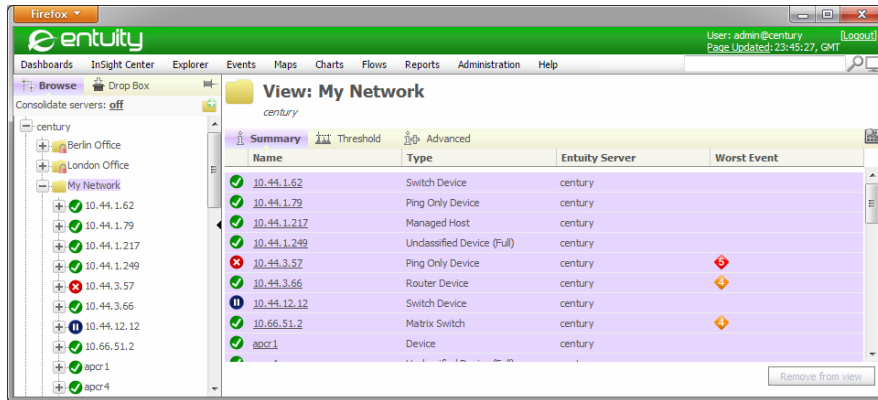 Firefox
entuity
User: admin@century [Logout]
Page Updated: 23:45:27, GMT
Dashboards InSight Center Explorer Events Maps Charts Flows Reports Administration Help
Browse Drop Box
Consolidate servers: off
century
Berlin Office
London Office
My Network
10.44.1.62
10.44.1.79
10.44.1.217
10.44.1.249
10.44.3.57
10.44.3.66
10.44.12.12
10.66.51.2
apcr1
apcr4
View: My Network
century
Summary Threshold Advanced
Name Type Entuity Server Worst Event
10.44.1.62 Switch Device century
10.44.1.79 Ping Only Device century
10.44.1.217 Managed Host century
10.44.1.249 Unclassified Device (Full) century
10.44.3.57 Ping Only Device century 5
10.44.3.66 Router Device century 4
10.44.12.12 Switch Device century
10.66.51.2 Matrix Switch century 4
apcr1 Device century
Remove from view